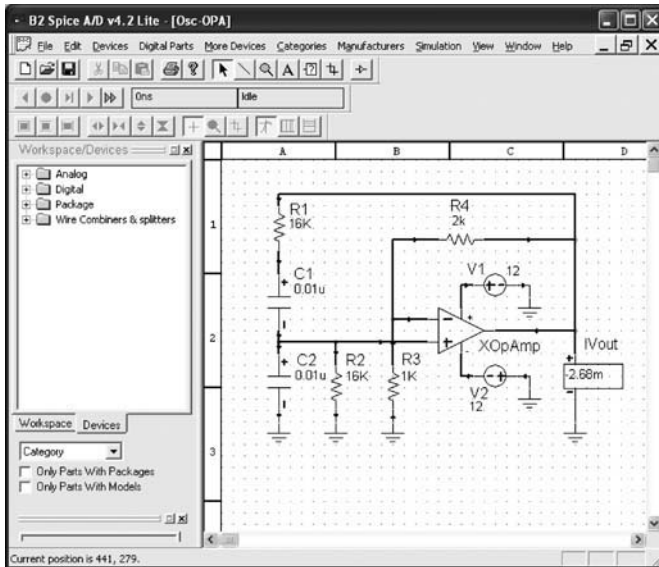 B2 Spice A/D v4.2 Lite - [Osc-OPA]
File Edit Devices Digital Parts More Devices Categories Manufacturers Simulation View Window Help
A
0ns Idle
Workspace/Devices
Analog
Digital
Package
Wire Combiners & splitters
Workspace Devices
Category
Only Parts With Packages
Only Parts With Models
A B C D
1
2
3
R1
16K
C1
0.01u
C2
0.01u
R2
16K
R3
1K
R4
2k
V1 12
XOpAmp
V2
12
IVout
-2.68m
Current position is 441, 279.